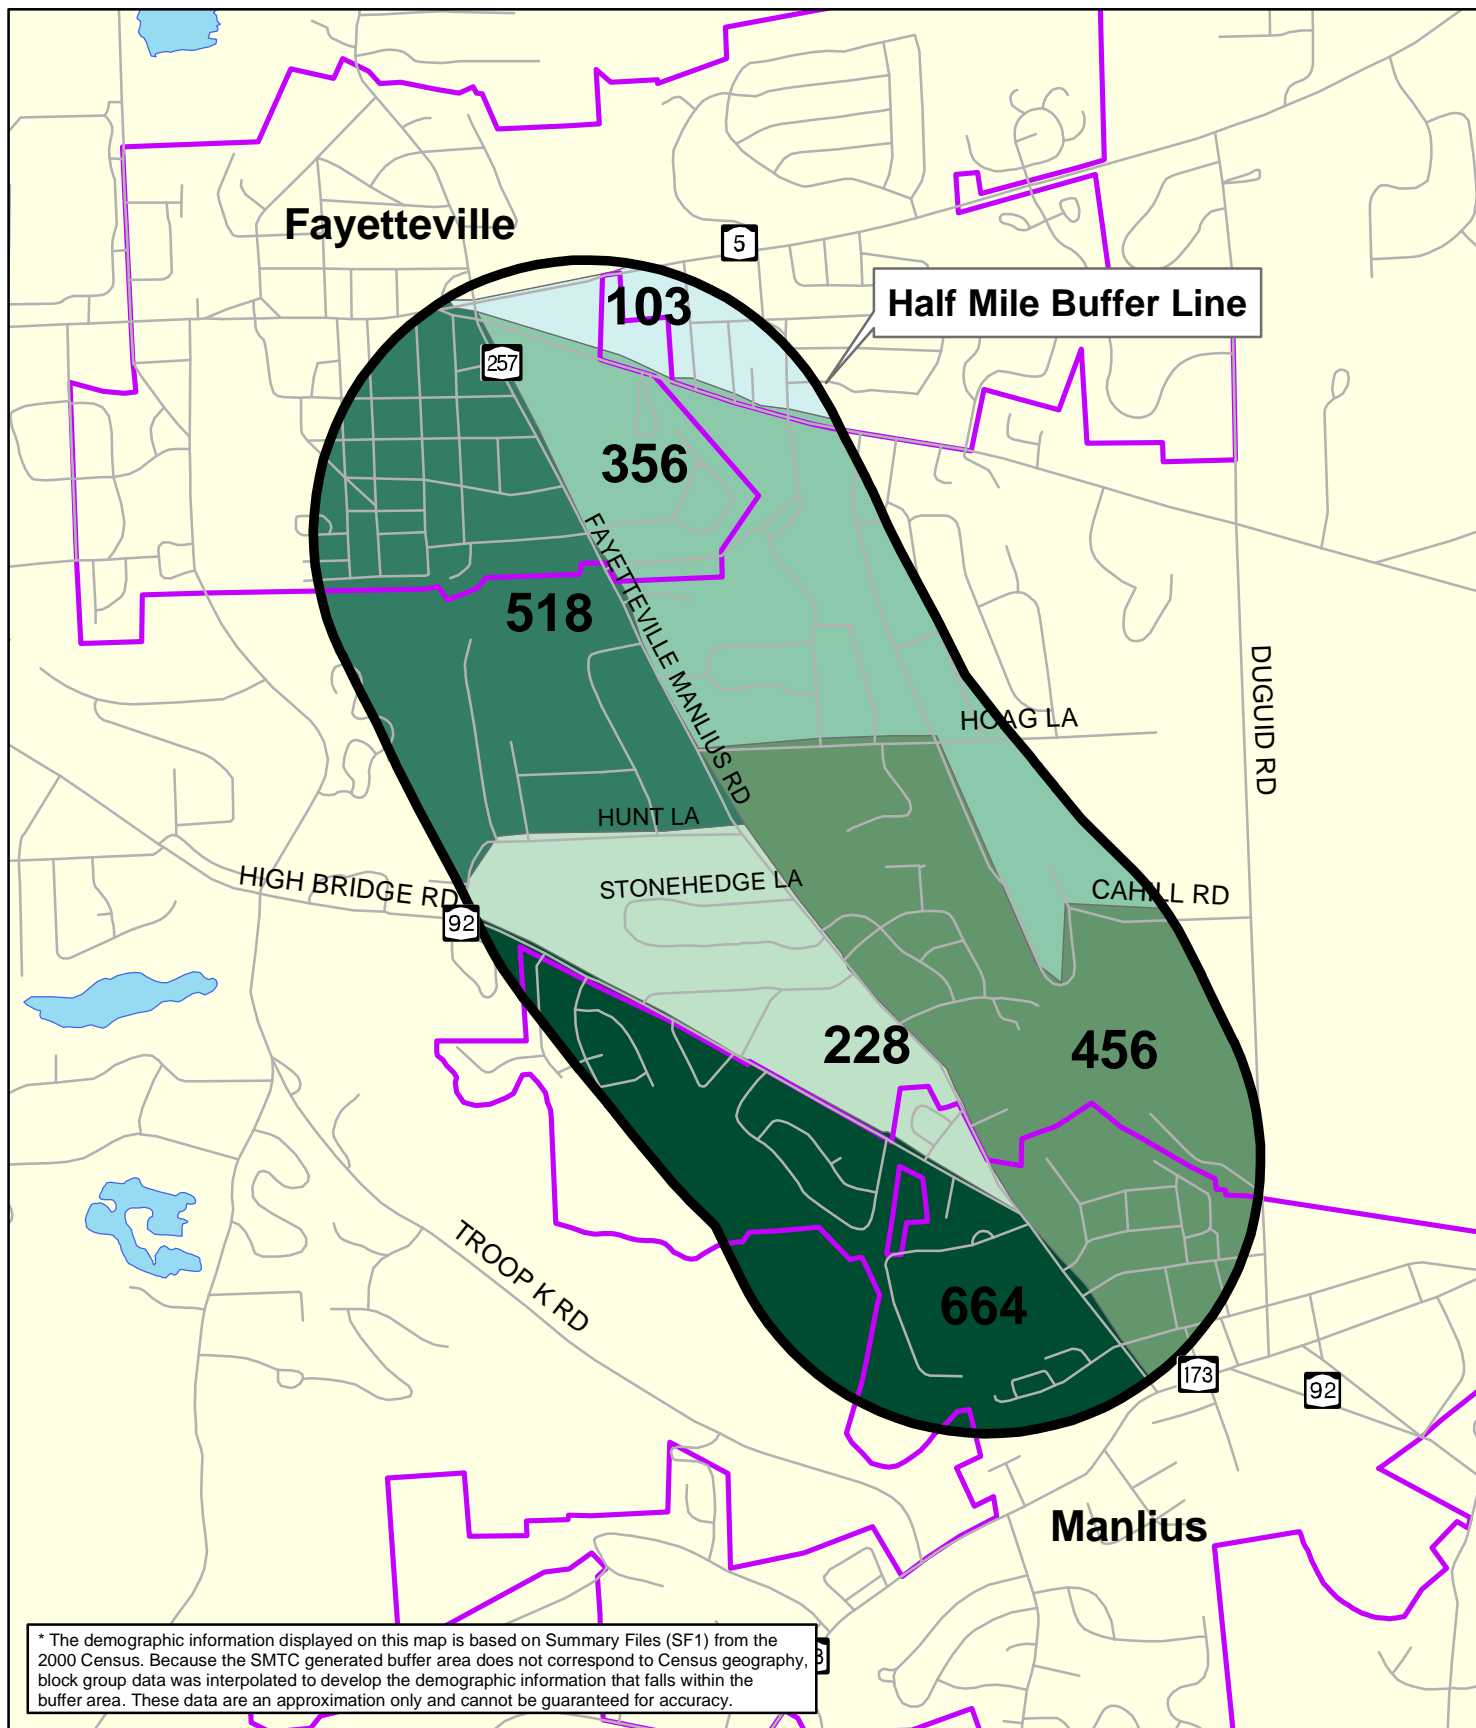 Fayetteville
5
103
Half Mile Buffer Line
257
356
FAYETTEVILLE MANLIUS RD
518
DUGUID RD
HOAG LA
HUNT LA
HIGH BRIDGE RD
STONEHEDGE LA
CAHILL RD
92
228
456
TROOP K RD
664
173
92
Manlius
* The demographic information displayed on this map is based on Summary Files (SF1) from the
2000 Census. Because the SMTC generated buffer area does not correspond to Census geography,
block group data was interpolated to develop the demographic information that falls within the
buffer area. These data are an approximation only and cannot be guaranteed for accuracy.